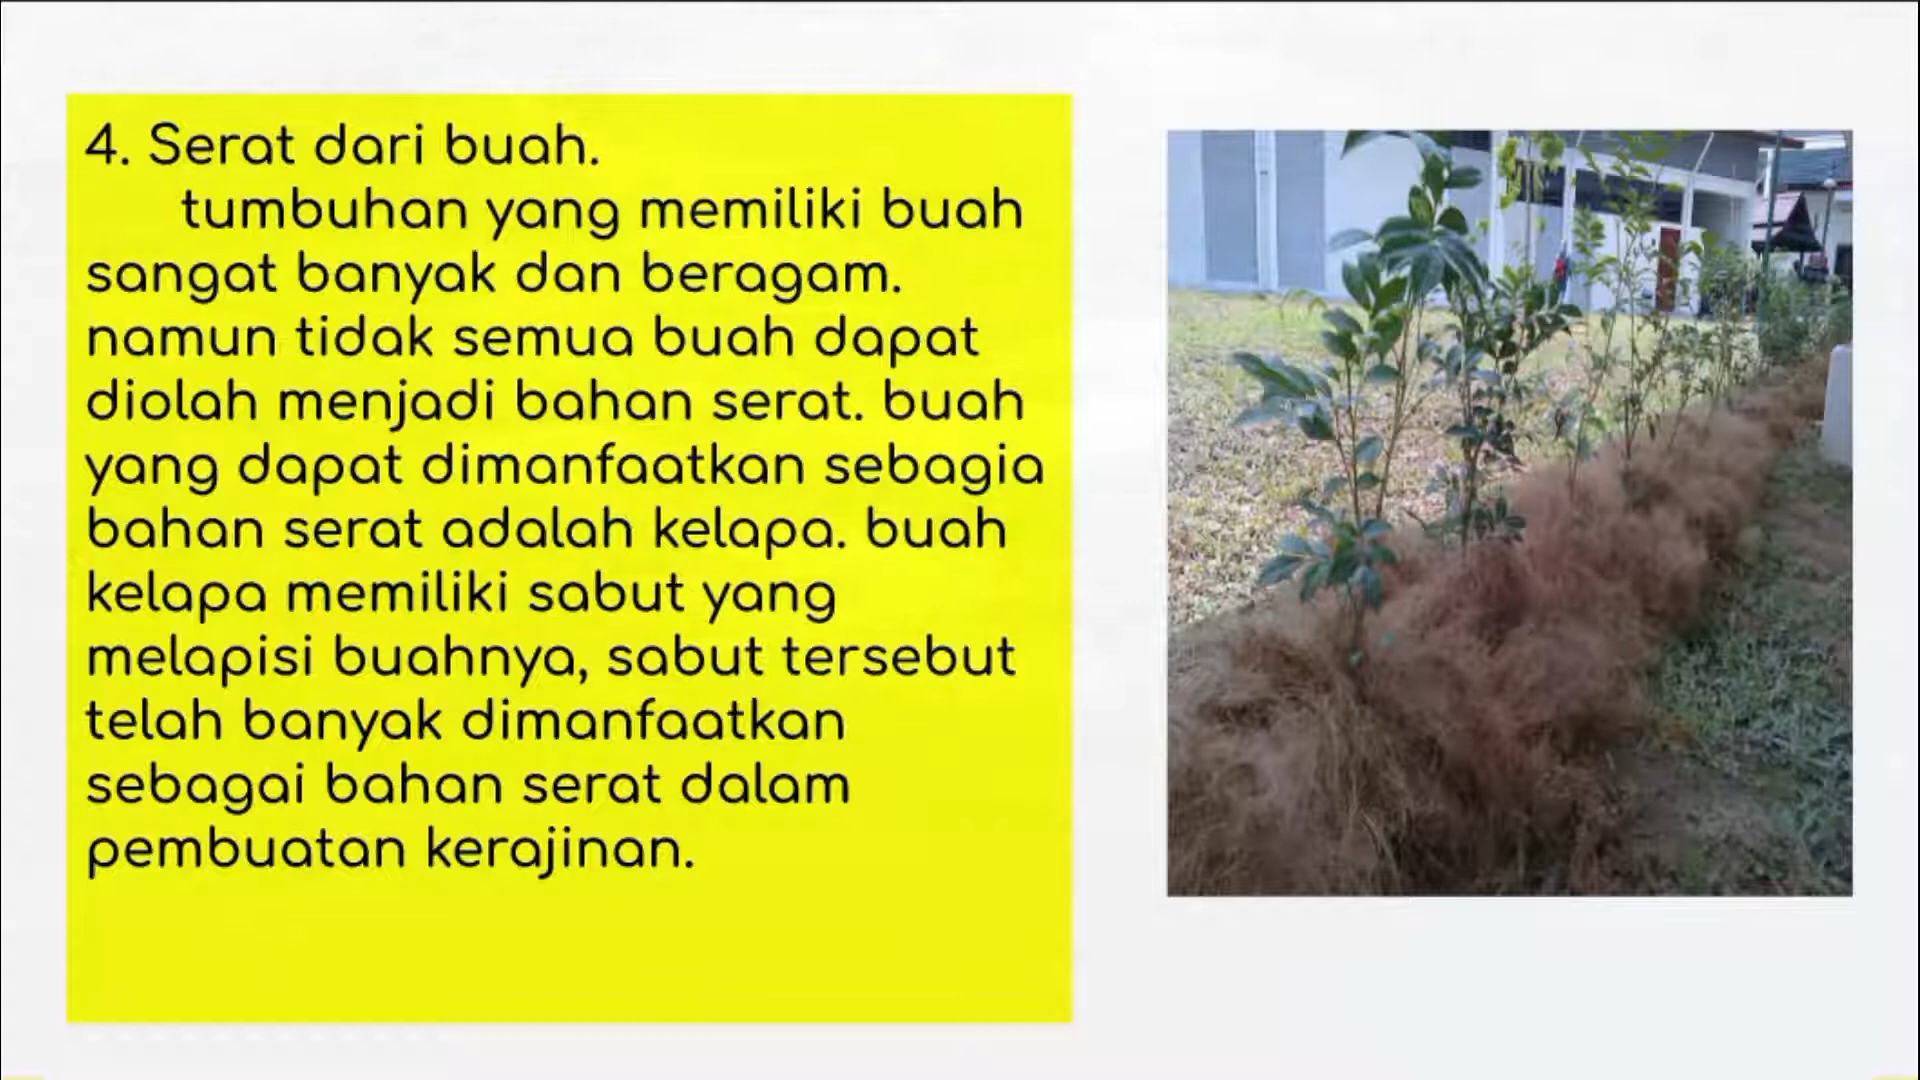 4. Serat dari buah.
tumbuhan yang memiliki buah
sangat banyak dan beragam.
namun tidak semua buah dapat
diolah menjadi bahan serat. buah
yang dapat dimanfaatkan sebagia
bahan serat adalah kelapa. buah
kelapa memiliki sabut yang
melapisi buahnya, sabut tersebut
telah banyak dimanfaatkan
sebagai bahan serat dalam
pembuatan kerajinan.